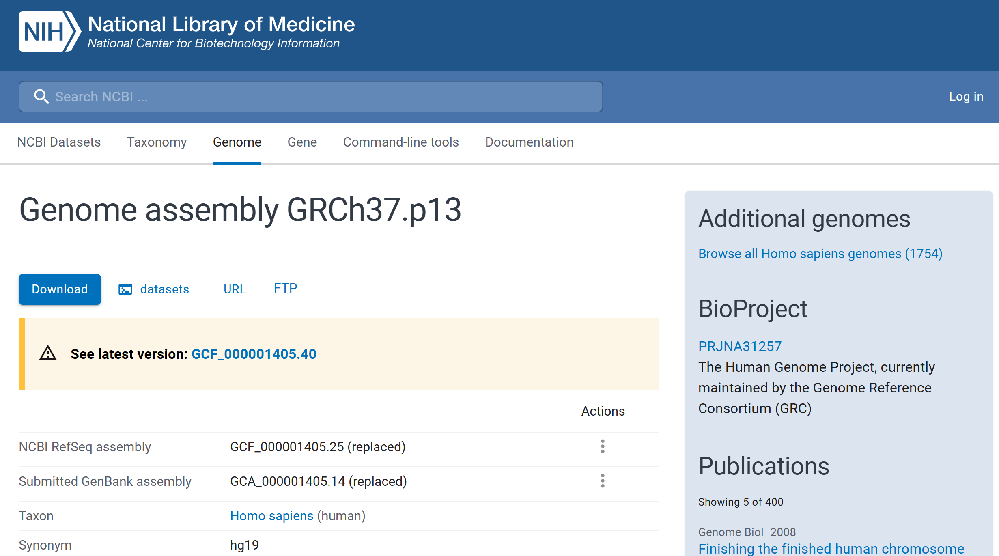 NIH National Library of Medicine
National Center for Biotechnology Information
Search NCBI ...
Log in
NCBI Datasets Taxonomy Genome Gene Command-line tools Documentation
Genome assembly GRCh37.p13
Download datasets URL FTP
See latest version: GCF_000001405.40
Actions
NCBI RefSeq assembly GCF_000001405.25 (replaced)
Submitted GenBank assembly GCA_000001405.14 (replaced)
Taxon Homo sapiens (human)
Synonym hg19
Additional genomes
Browse all Homo sapiens genomes (1754)
BioProject
PRJNA31257
The Human Genome Project, currently
maintained by the Genome Reference
Consortium (GRC)
Publications
Showing 5 of 400
Genome Biol 2008
Finishing the finished human chromosome